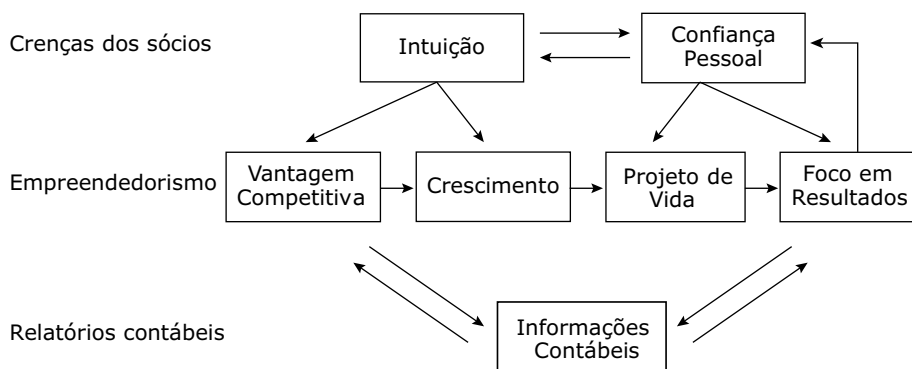 Crenças dos sócios
Intuição
Confiança
Pessoal
Empreendedorismo
Vantagem
Competitiva
Crescimento
Projeto de
Vida
Foco em
Resultados
Relatórios contábeis
Informações
Contábeis